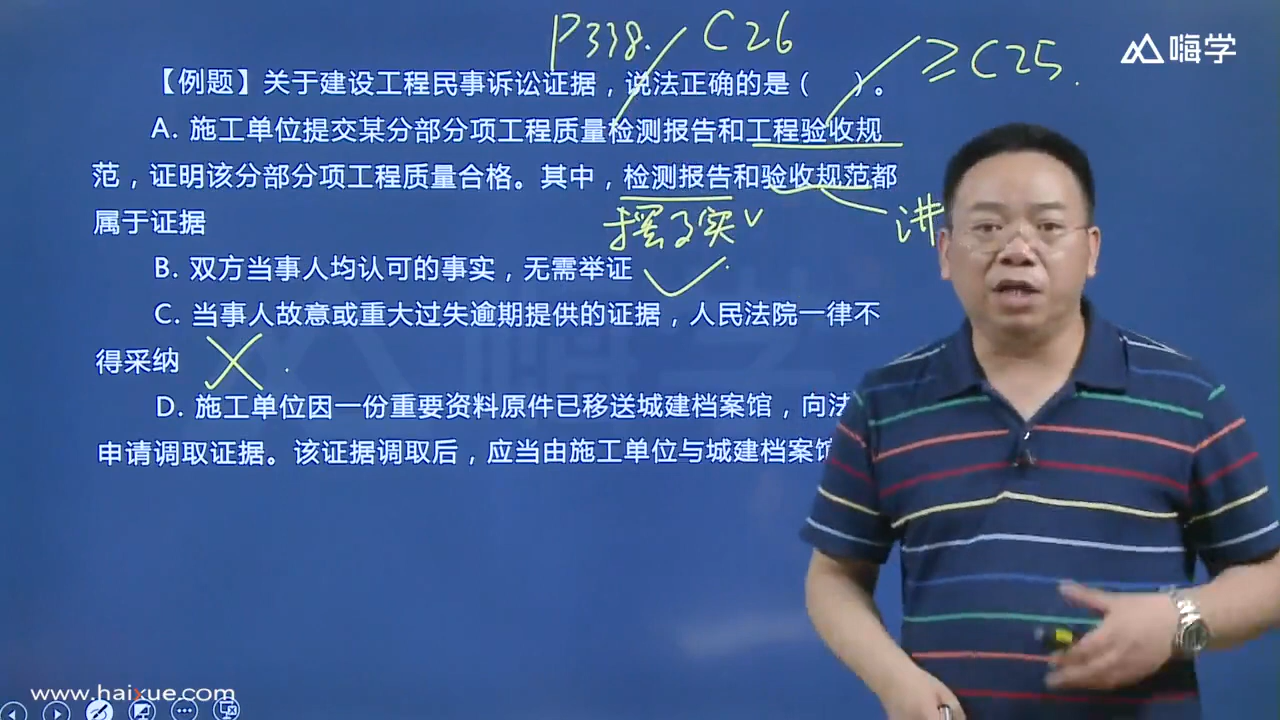 P338. C26
≥C25.
嗨学
【例题】关于建设工程民事诉讼证据，说法正确的是（ ）。
A. 施工单位提交某分部分项工程质量检测报告和工程验收规
范，证明该分部分项工程质量合格。其中，检测报告和验收规范都
属于证据
摆事实
讲
B. 双方当事人均认可的事实，无需举证
C. 当事人故意或重大过失逾期提供的证据，人民法院一律不
得采纳
D. 施工单位因一份重要资料原件已移送城建档案馆，向法
申请调取证据。该证据调取后，应当由施工单位与城建档案馆
www.haixue.com